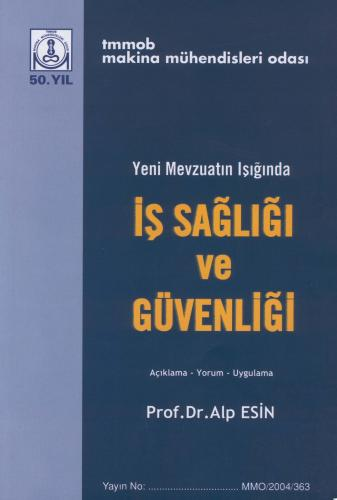 50.YIL
tmmob
makina mühendisleri odası
Yeni Mevzuatın Işığında
İŞ SAĞLIĞI
ve
GÜVENLİĞİ
Açıklama - Yorum - Uygulama
Prof.Dr.Alp ESİN
Yayın No: ................................. MMO/2004/363